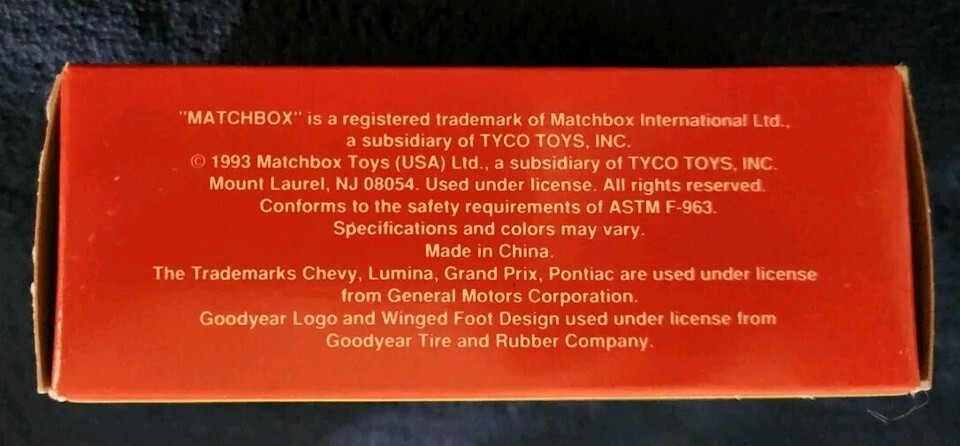 "MATCHBOX" is a registered trademark of Matchbox International Ltd.,
a subsidiary of TYCO TOYS, INC.
© 1993 Matchbox Toys (USA) Ltd., a subsidiary of TYCO TOYS, INC.
Mount Laurel, NJ 08054. Used under license. All rights reserved.
Conforms to the safety requirements of ASTM F-963.
Specifications and colors may vary.
Made in China.
The Trademarks Chevy, Lumina, Grand Prix, Pontiac are used under license
from General Motors Corporation.
Goodyear Logo and Winged Foot Design used under license from
Goodyear Tire and Rubber Company.